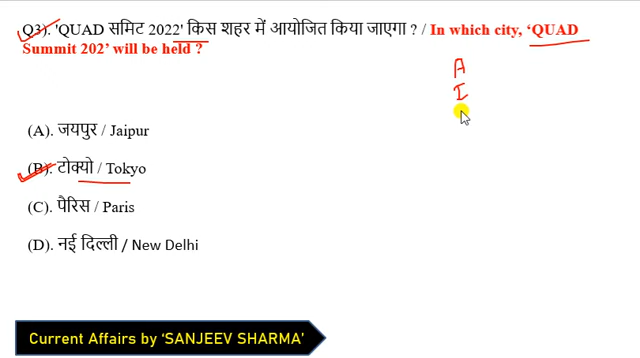 Q3). 'QUAD समिट 2022' किस शहर में आयोजित किया जाएगा ? / In which city, ‘QUAD
Summit 202’ will be held ?
A
I
(A). जयपुर / Jaipur
(B). टोक्यो / Tokyo
(C). पैरिस / Paris
(D). नई दिल्ली / New Delhi
Current Affairs by ‘SANJEEV SHARMA’